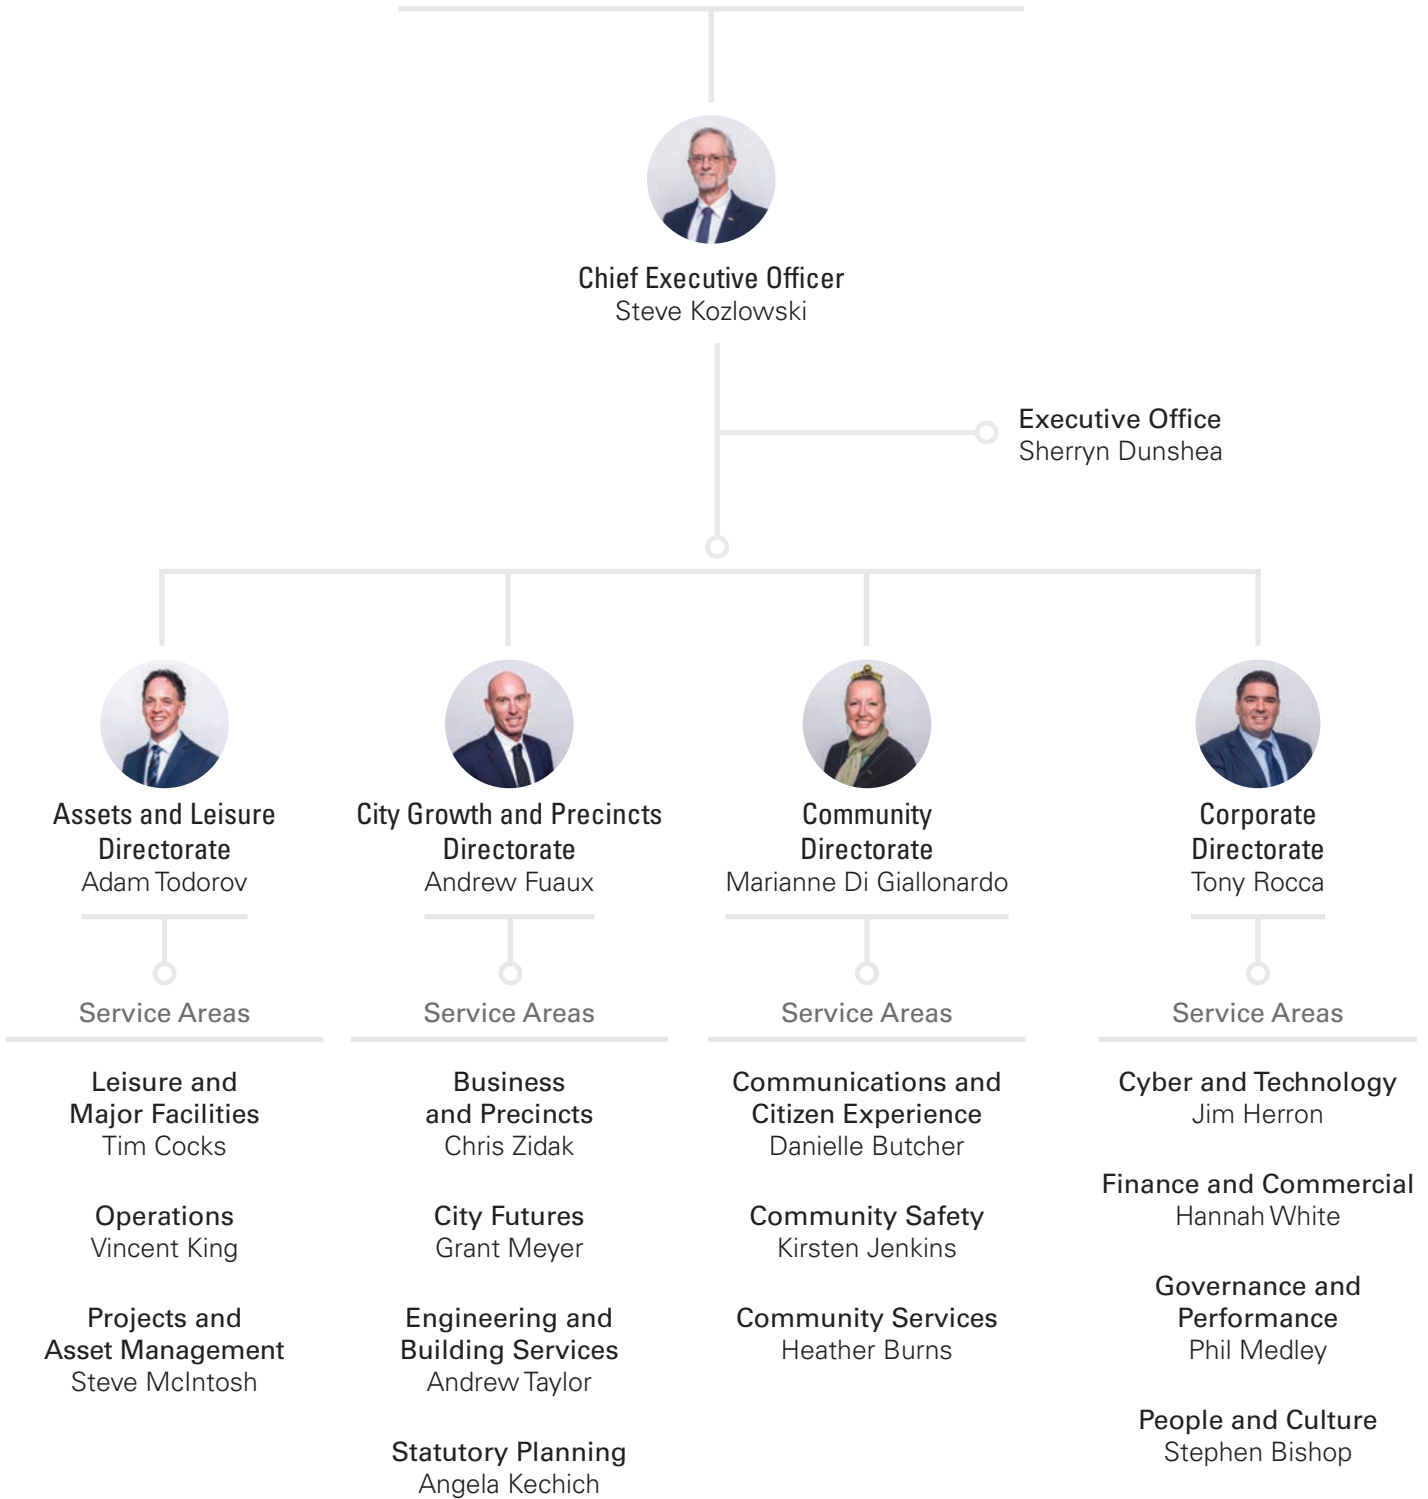 Chief Executive Officer
Steve Kozlowski
Executive Office
Sherryn Dunshea
Assets and Leisure
Directorate
Adam Todorov
City Growth and Precincts
Directorate
Andrew Fuaux
Community
Directorate
Marianne Di Giallonardo
Corporate
Directorate
Tony Rocca
Service Areas
Leisure and
Major Facilities
Tim Cocks
Operations
Vincent King
Projects and
Asset Management
Steve McIntosh
Service Areas
Business
and Precincts
Chris Zidak
City Futures
Grant Meyer
Engineering and
Building Services
Andrew Taylor
Statutory Planning
Angela Kechich
Service Areas
Communications and
Citizen Experience
Danielle Butcher
Community Safety
Kirsten Jenkins
Community Services
Heather Burns
Service Areas
Cyber and Technology
Jim Herron
Finance and Commercial
Hannah White
Governance and
Performance
Phil Medley
People and Culture
Stephen Bishop